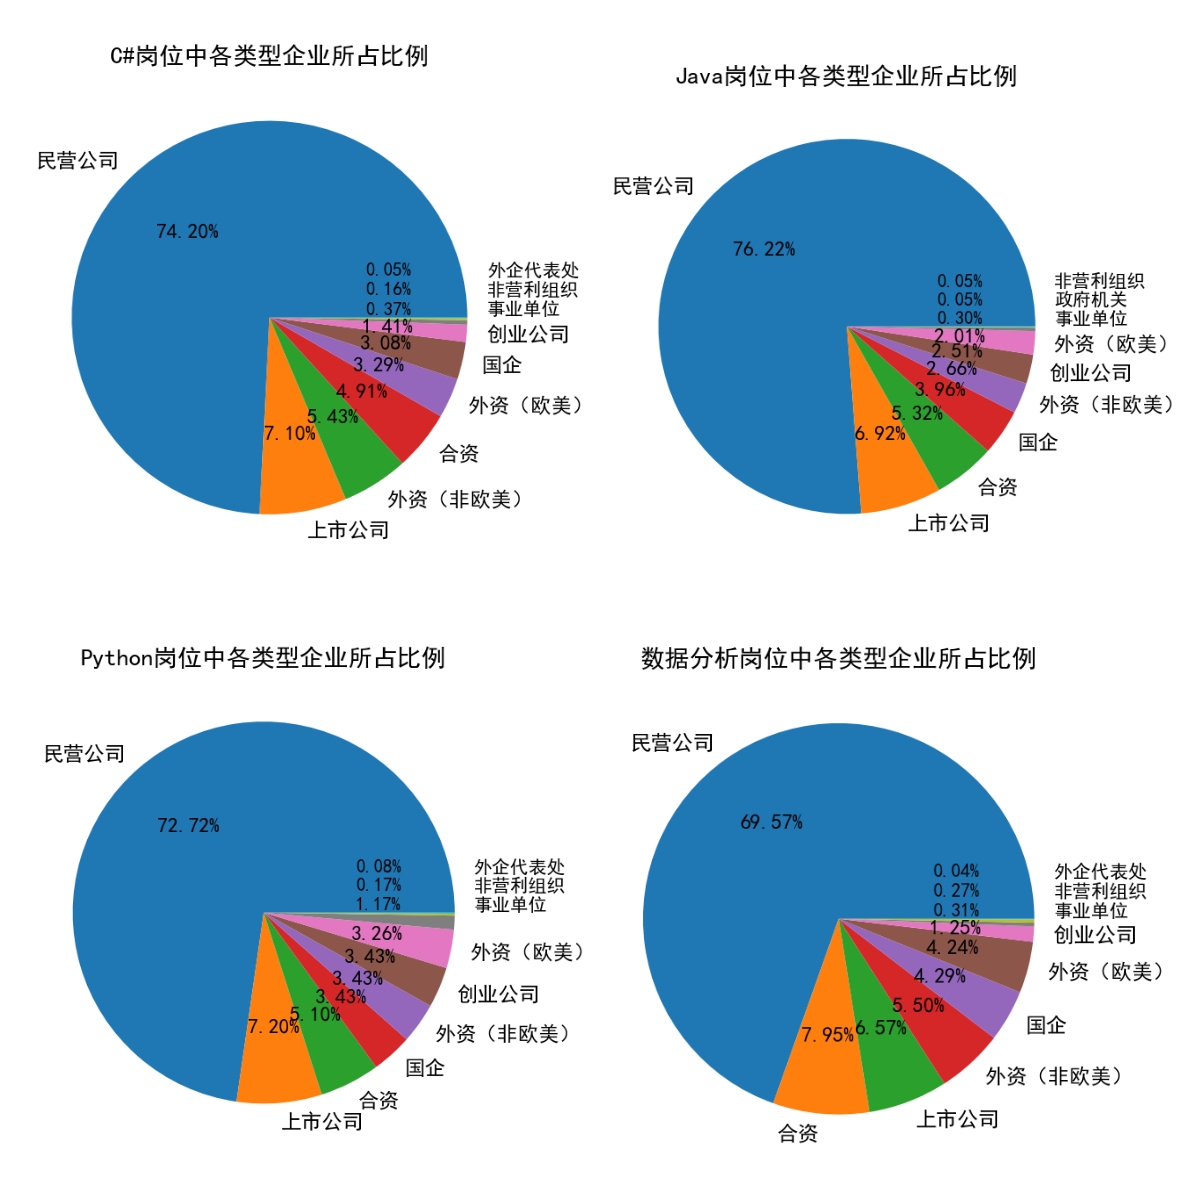 C#岗位中各类型企业所占比例
民营公司
74.20%
0.05%
外企代表处
0.16%
非营利组织
0.37%
事业单位
1.41%
创业公司
3.08%
国企
3.29%
外资（欧美）
4.91%
合资
5.43%
外资（非欧美）
7.10%
上市公司
Java岗位中各类型企业所占比例
民营公司
76.22%
0.05%
非营利组织
0.05%
政府机关
0.30%
事业单位
2.01%
外资（欧美）
2.51%
创业公司
2.66%
外资（非欧美）
3.96%
国企
5.32%
合资
6.92%
上市公司
Python岗位中各类型企业所占比例
民营公司
72.72%
0.08%
外企代表处
0.17%
非营利组织
1.17%
事业单位
3.26%
外资（欧美）
3.43%
创业公司
3.43%
外资（非欧美）
3.43%
国企
5.10%
合资
7.20%
上市公司
数据分析岗位中各类型企业所占比例
民营公司
69.57%
0.04%
外企代表处
0.27%
非营利组织
0.31%
事业单位
1.25%
创业公司
4.24%
外资（欧美）
4.29%
国企
5.50%
外资（非欧美）
6.57%
上市公司
7.95%
合资